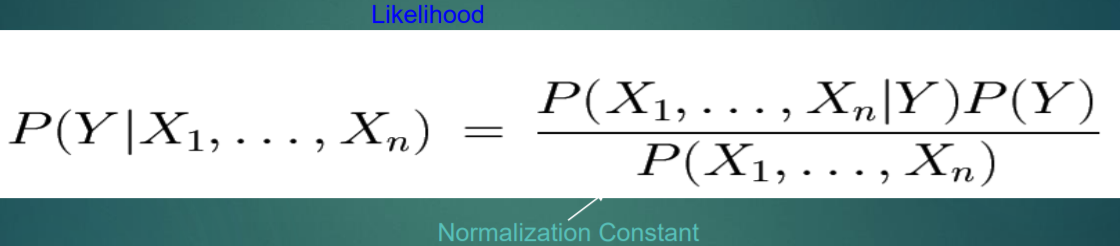 Likelihood
P(Y|X₁, . . . , Xₙ) = P(X₁, . . . , Xₙ|Y)P(Y) / P(X₁, . . . , Xₙ)
Normalization Constant